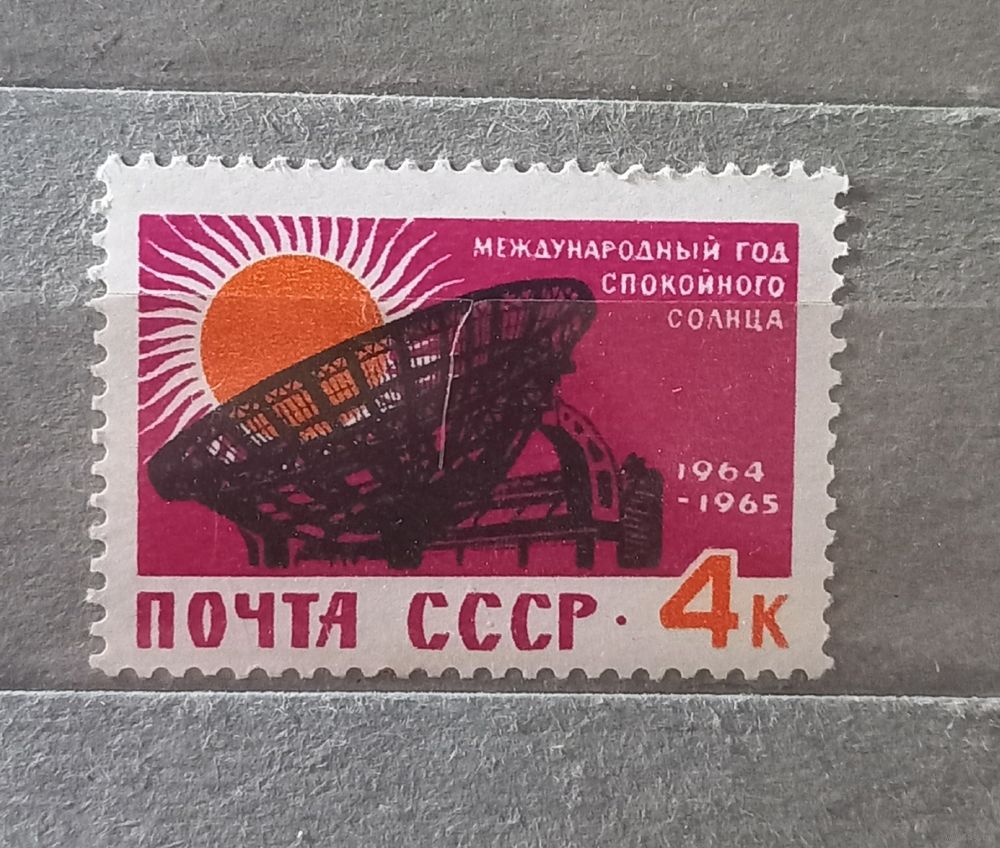 МЕЖДУНАРОДНЫЙ ГОД
СПОКОЙНОГО
СОЛНЦА
1964
-1965
ПОЧТА СССР · 4К